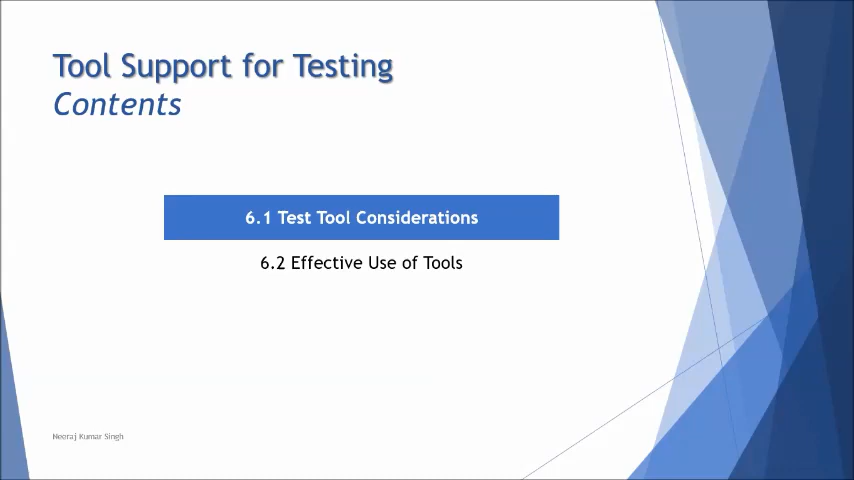 Tool Support for Testing
Contents
6.1 Test Tool Considerations
6.2 Effective Use of Tools
Neeraj Kumar Singh